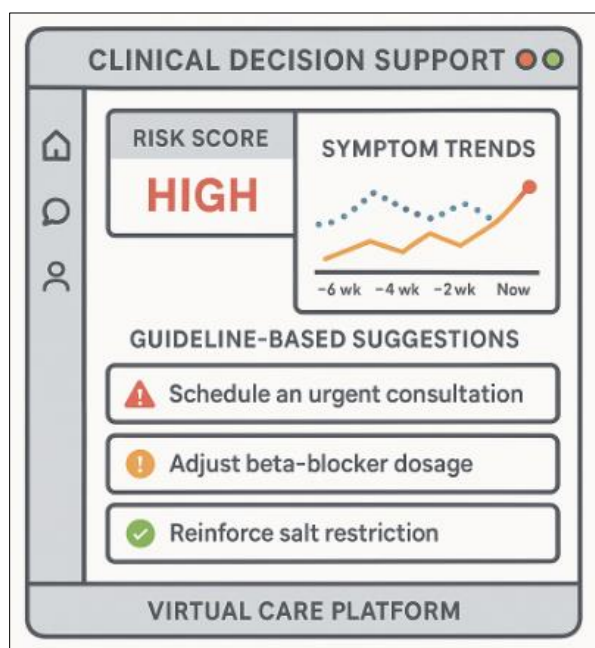 CLINICAL DECISION SUPPORT
RISK SCORE
HIGH
SYMPTOM TRENDS
-6 wk -4 wk -2 wk Now
GUIDELINE-BASED SUGGESTIONS
Schedule an urgent consultation
Adjust beta-blocker dosage
Reinforce salt restriction
VIRTUAL CARE PLATFORM